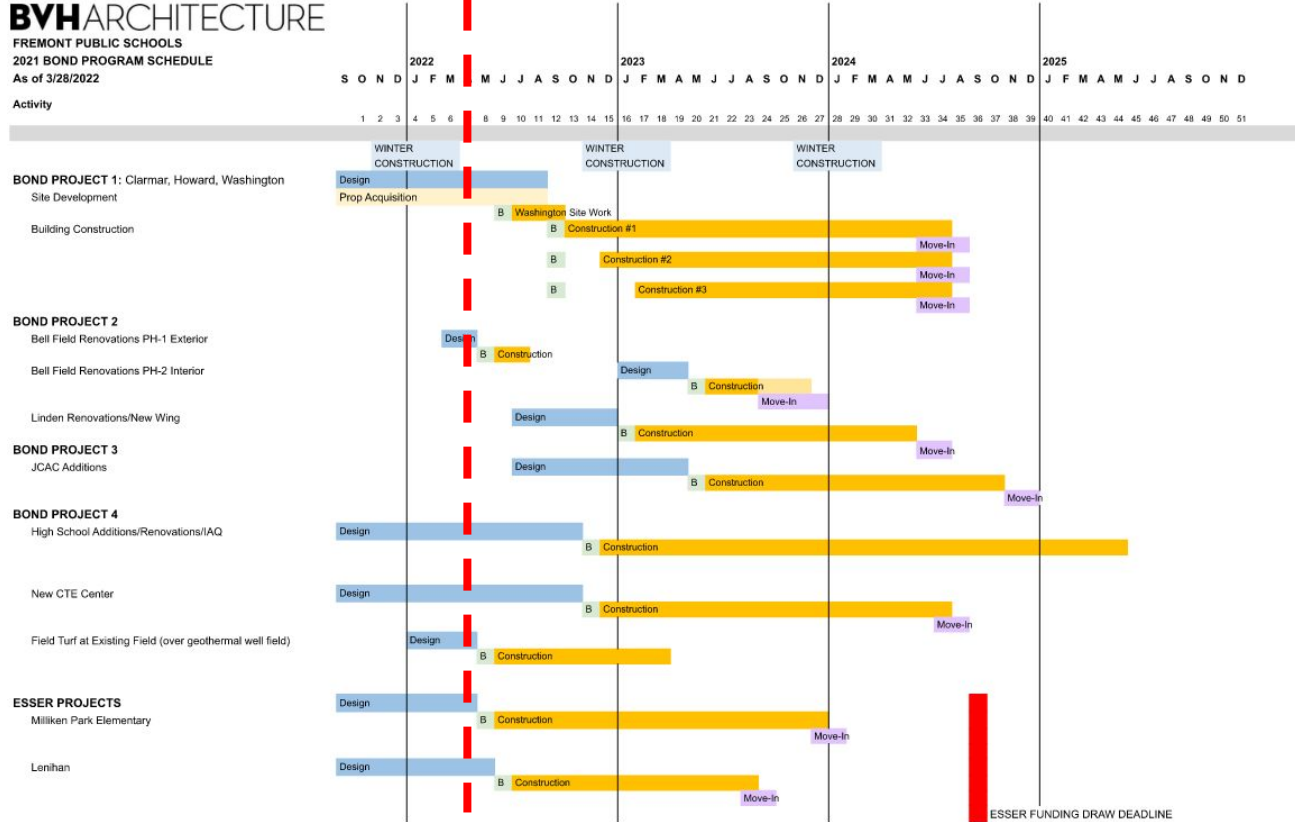 BVHARCHITECTURE
FREMONT PUBLIC SCHOOLS
2021 BOND PROGRAM SCHEDULE
2022 2023 2024 2025
As of 3/28/2022
S O N D J F M M J J A S O N D J F M A M J J A S O N D J F M A M J J A S O N D J F M A M J J A S O N D
Activity
1 2 3 4 5 6 8 9 10 11 12 13 14 15 16 17 18 19 20 21 22 23 24 25 26 27 28 29 30 31 32 33 34 35 36 37 38 39 40 41 42 43 44 45 46 47 48 49 50 51
WINTER CONSTRUCTION WINTER CONSTRUCTION WINTER CONSTRUCTION
BOND PROJECT 1: Clarmar, Howard, Washington Design
Site Development Prop Acquisition
B Washington Site Work
Building Construction B Construction #1
Move-In
B Construction #2
Move-In
B Construction #3
Move-In
BOND PROJECT 2
Bell Field Renovations PH-1 Exterior Design
B Construction
Bell Field Renovations PH-2 Interior Design
B Construction
Move-In
Linden Renovations/New Wing Design
B Construction
BOND PROJECT 3 Move-In
JCAC Additions Design
B Construction
Move-In
BOND PROJECT 4
High School Additions/Renovations/IAQ Design
B Construction
New CTE Center Design
B Construction
Move-In
Field Turf at Existing Field (over geothermal well field) Design
B Construction
ESSER PROJECTS Design
Milliken Park Elementary B Construction
Move-In
Lenihan Design
B Construction
Move-In
ESSER FUNDING DRAW DEADLINE